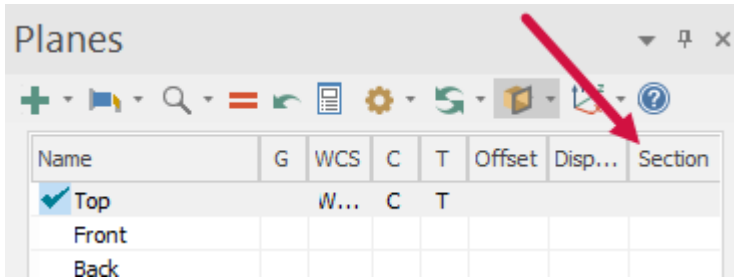 Planes
Name G WCS C T Offset Disp... Section
Top W... C T
Front
Back